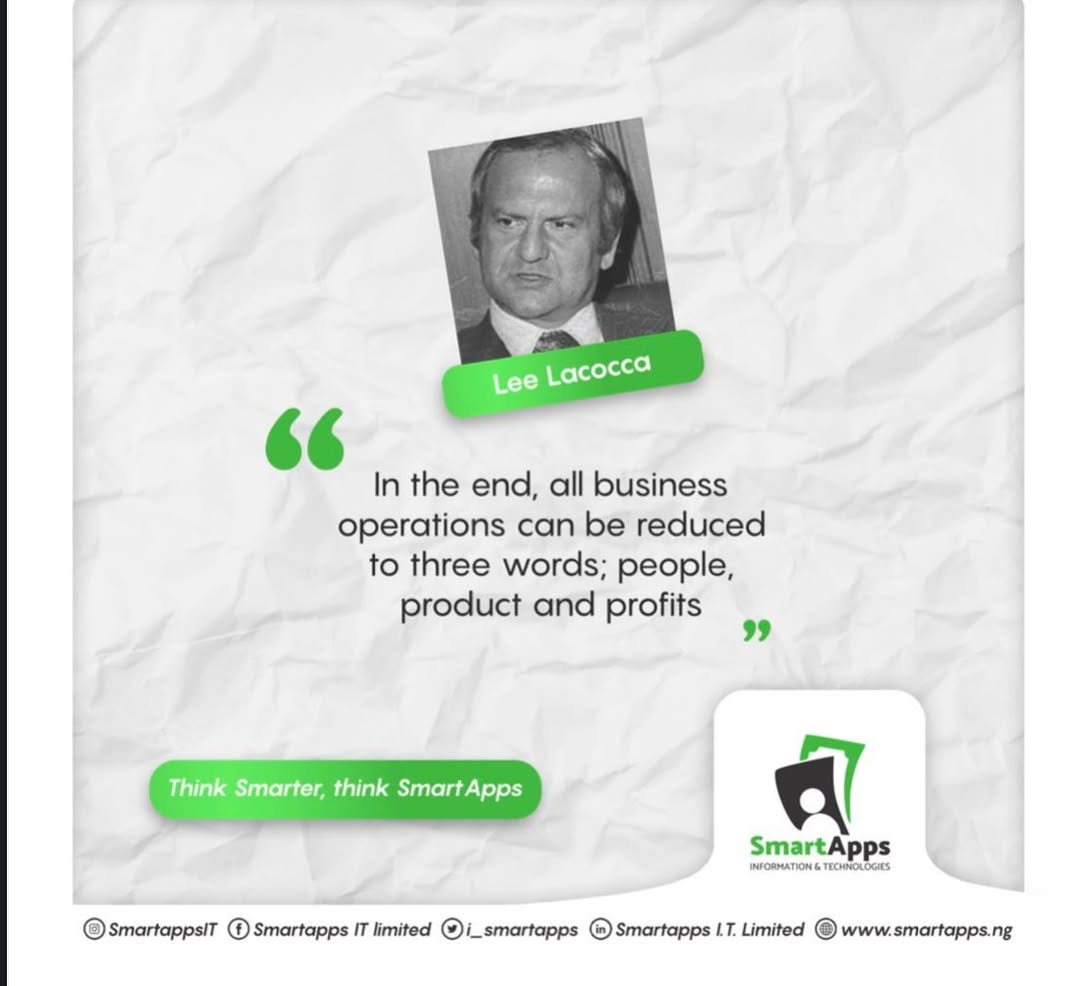 Lee Lacocca
“
In the end, all business
operations can be reduced
to three words; people,
product and profits
”
Think Smarter, think SmartApps
SmartApps
INFORMATION & TECHNOLOGIES
SmartappsIT Smartapps IT limited i_smartapps Smartapps I.T. Limited www.smartapps.ng